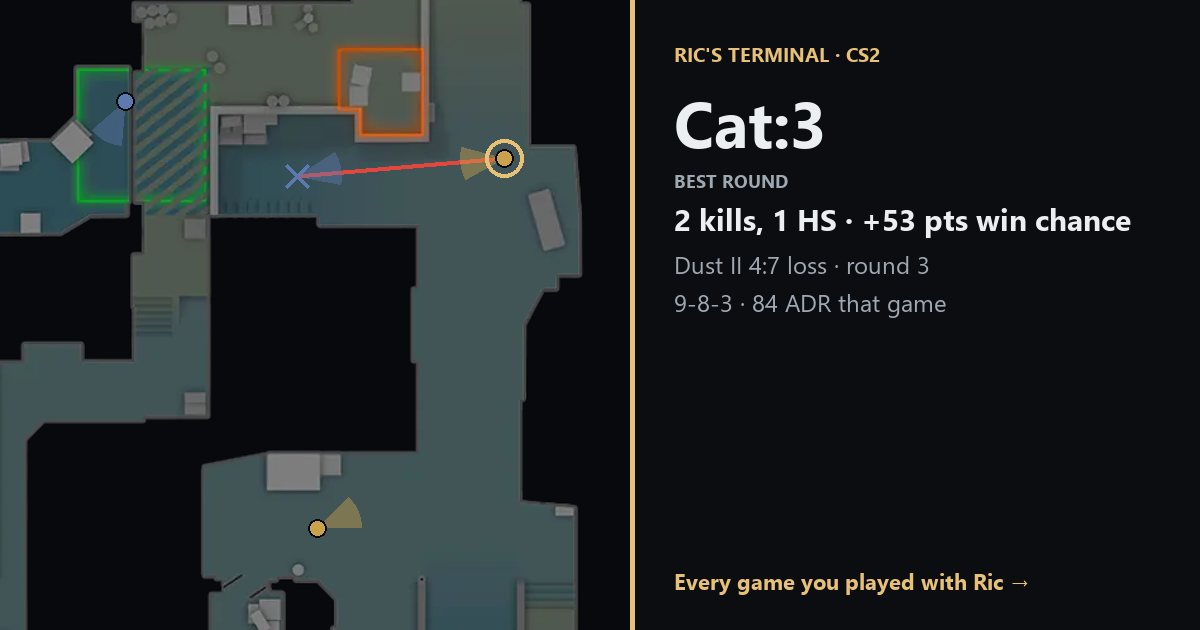 RIC'S TERMINAL · CS2
Cat:3
BEST ROUND
2 kills, 1 HS · +53 pts win chance
Dust II 4:7 loss · round 3
9-8-3 · 84 ADR that game
Every game you played with Ric →